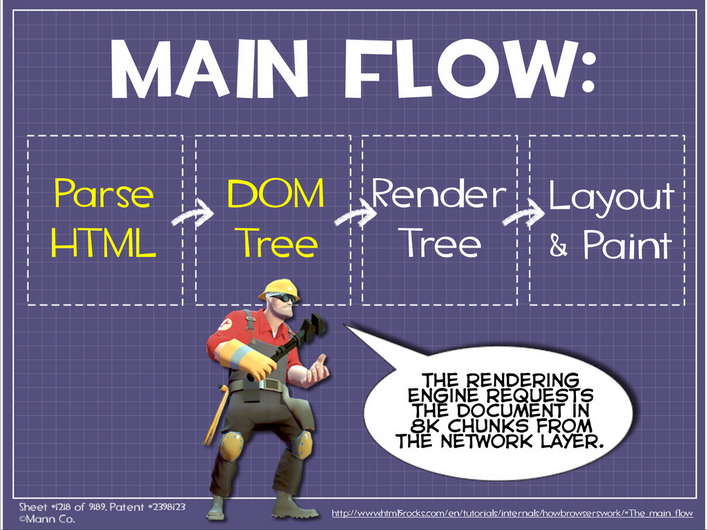 MAIN FLOW:
Parse
HTML
DOM
Tree
Render
Tree
Layout
& Paint
THE RENDERING
ENGINE REQUESTS
THE DOCUMENT IN
8K CHUNKS FROM
THE NETWORK LAYER.
Sheet #1218 of 9189, Patent #2398123
©Mann Co.
http://www.html5rocks.com/en/tutorials/internals/howbrowserswork/#The_main_flow